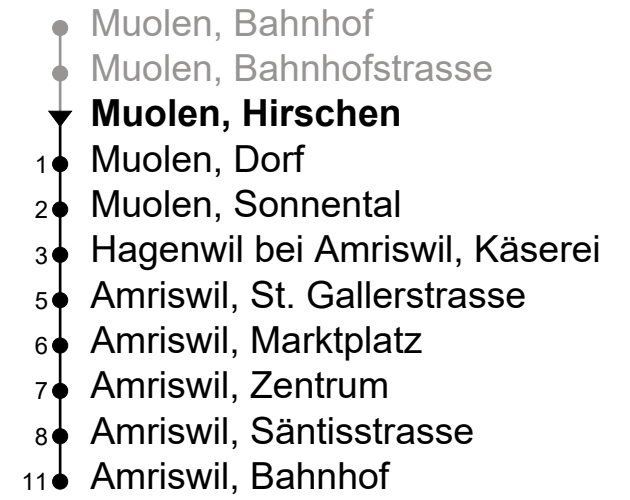 Muolen, Bahnhof
Muolen, Bahnhofstrasse
Muolen, Hirschen
1 Muolen, Dorf
2 Muolen, Sonnental
3 Hagenwil bei Amriswil, Käserei
5 Amriswil, St. Gallerstrasse
6 Amriswil, Marktplatz
7 Amriswil, Zentrum
8 Amriswil, Säntisstrasse
11 Amriswil, Bahnhof